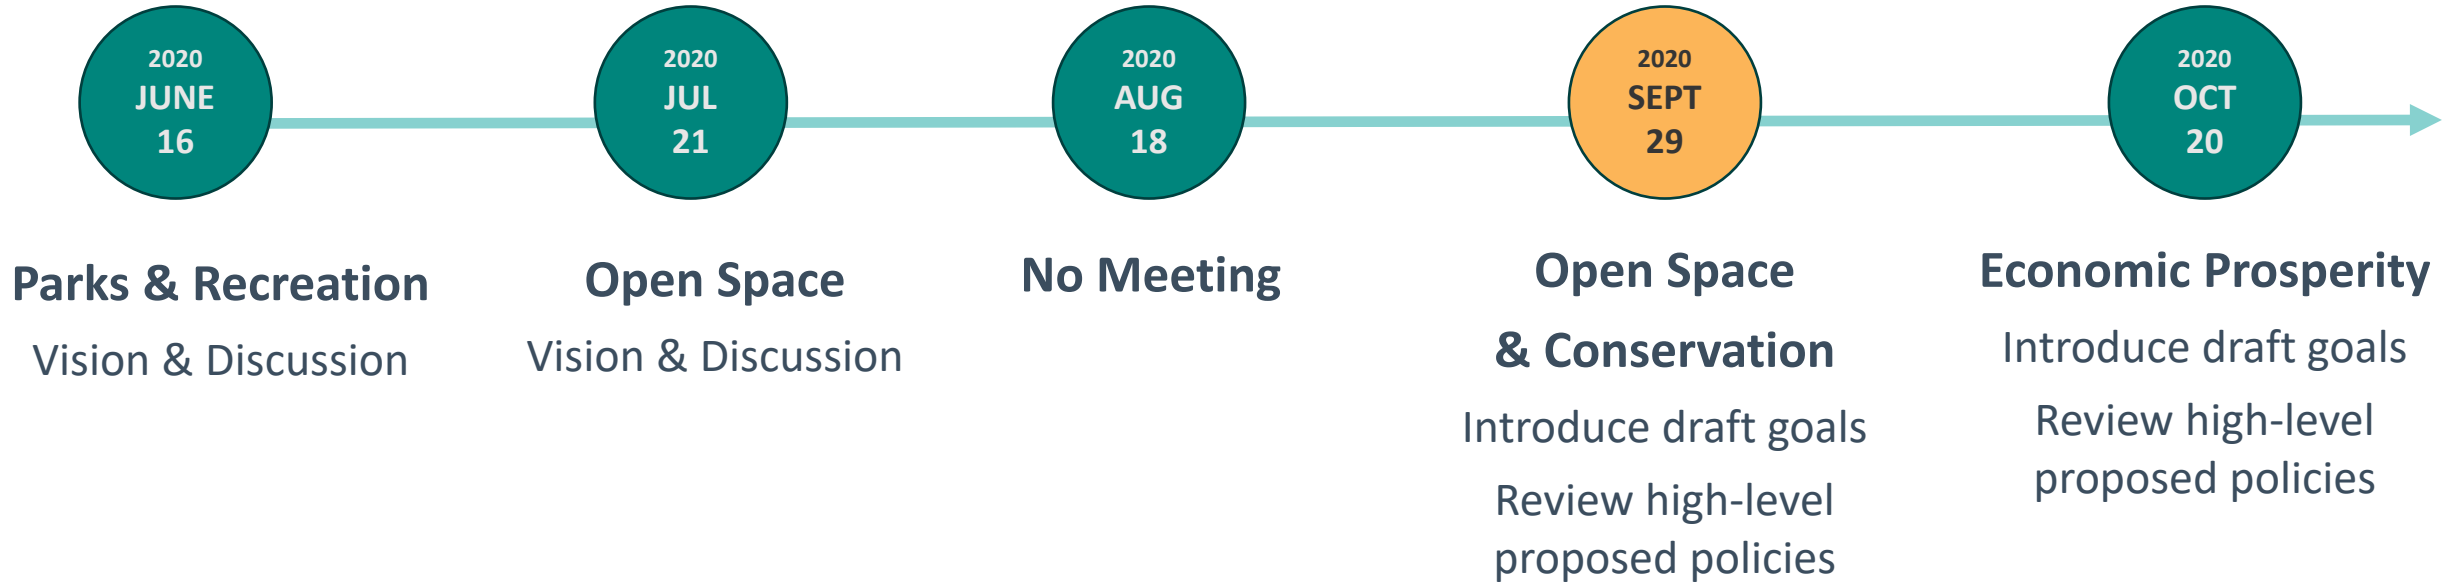 2020
JUNE
16
Parks & Recreation
Vision & Discussion
2020
JUL
21
Open Space
Vision & Discussion
2020
AUG
18
No Meeting
2020
SEPT
29
Open Space
& Conservation
Introduce draft goals
Review high-level
proposed policies
2020
OCT
20
Economic Prosperity
Introduce draft goals
Review high-level
proposed policies